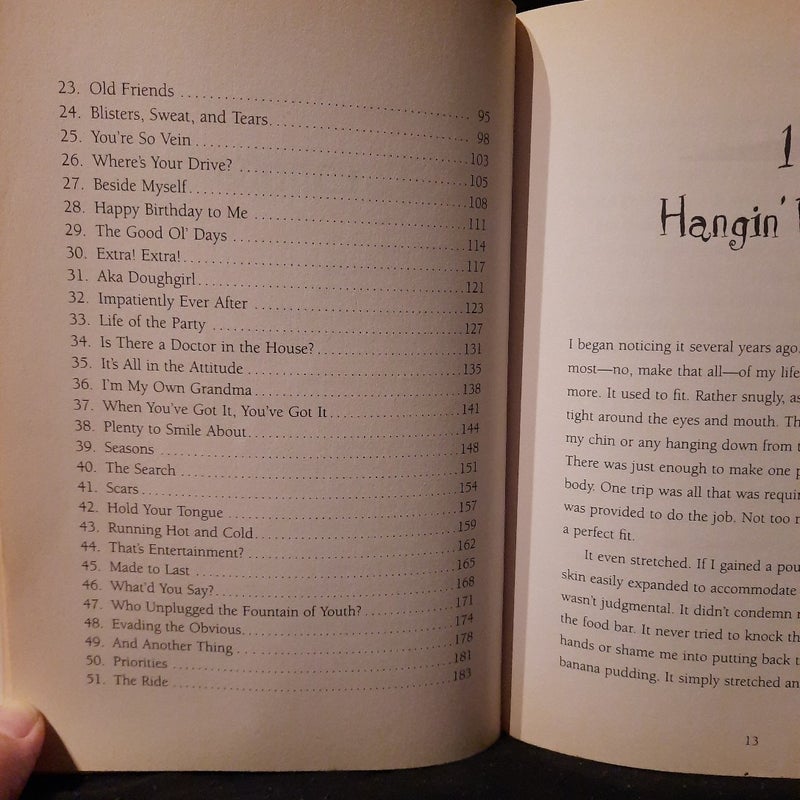 23. Old Friends 95
24. Blisters, Sweat, and Tears 98
25. You're So Vein 103
26. Where's Your Drive? 105
27. Beside Myself 108
28. Happy Birthday to Me 111
29. The Good Ol' Days 114
30. Extra! Extra! 117
31. Aka Doughgirl 121
32. Impatiently Ever After 123
33. Life of the Party 127
34. Is There a Doctor in the House? 131
35. It's All in the Attitude 135
36. I'm My Own Grandma 138
37. When You've Got It, You've Got It 141
38. Plenty to Smile About 144
39. Seasons 148
40. The Search 151
41. Scars 154
42. Hold Your Tongue 157
43. Running Hot and Cold 159
44. That's Entertainment? 162
45. Made to Last 165
46. What'd You Say? 168
47. Who Unplugged the Fountain of Youth? 171
48. Evading the Obvious 174
49. And Another Thing 178
50. Priorities 181
51. The Ride 183
1
Hangin'
I began noticing it several years ago.
most—no, make that all—of my life
more. It used to fit. Rather snugly, as
tight around the eyes and mouth.
my chin or any hanging down from
There was just enough to make one
body. One trip was all that was
was provided to do the job. Not too
a perfect fit.
It even stretched. If I gained a
skin easily expanded to accommodate
wasn't judgmental. It didn't condemn
the food bar. It never tried to knock
hands or shame me into putting back
banana pudding. It simply stretched
13